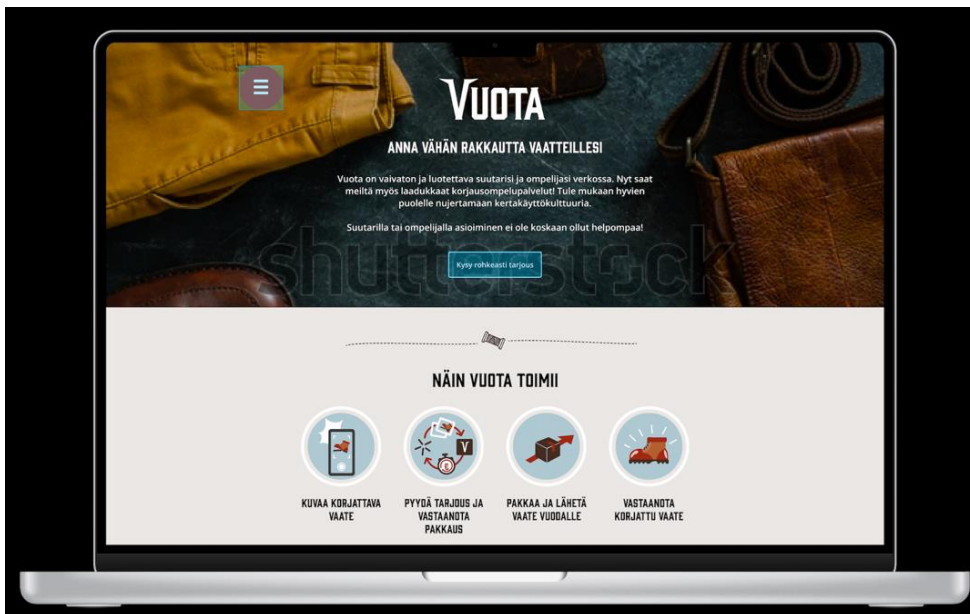 VUOTA
ANNA VÄHÄN RAKKAUTTA VAATTEILLESI
Vuota on vaivaton ja luotettava suutarisi ja ompelijasi verkossa. Nyt saat
meiltä myös laadukkaat korjausompelupalvelut! Tule mukaan hyvien
puolelle nujertamaan kertakäyttökulttuuria.
Suutarilla tai ompelijalla asioiminen ei ole koskaan ollut helpompaa!
shutterstock
Kysy rohkeasti tarjous
NÄIN VUOTA TOIMII
V
KUVAA KORJATTAVA
VAATE
PYYDÄ TARJOUS JA
VASTAANOTA
PAKKAUS
PAKKAA JA LÄHETÄ
VAATE VUODALLE
VASTAANOTA
KORJATTU VAATE